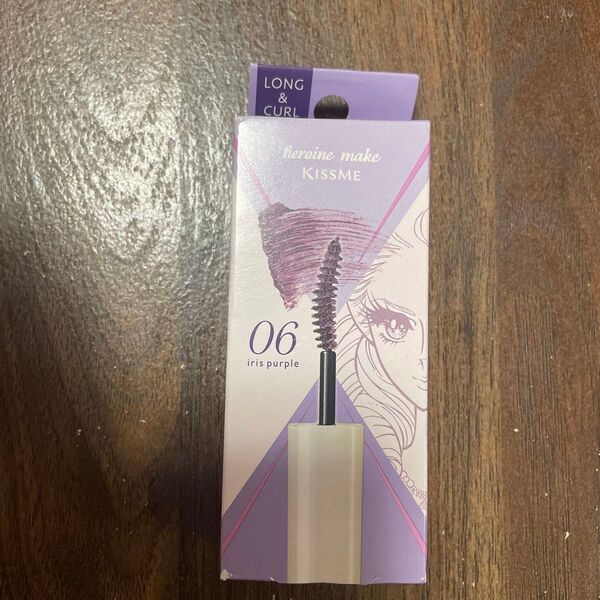 LONG
&
CURL
heroine make
KISSME
06
iris purple